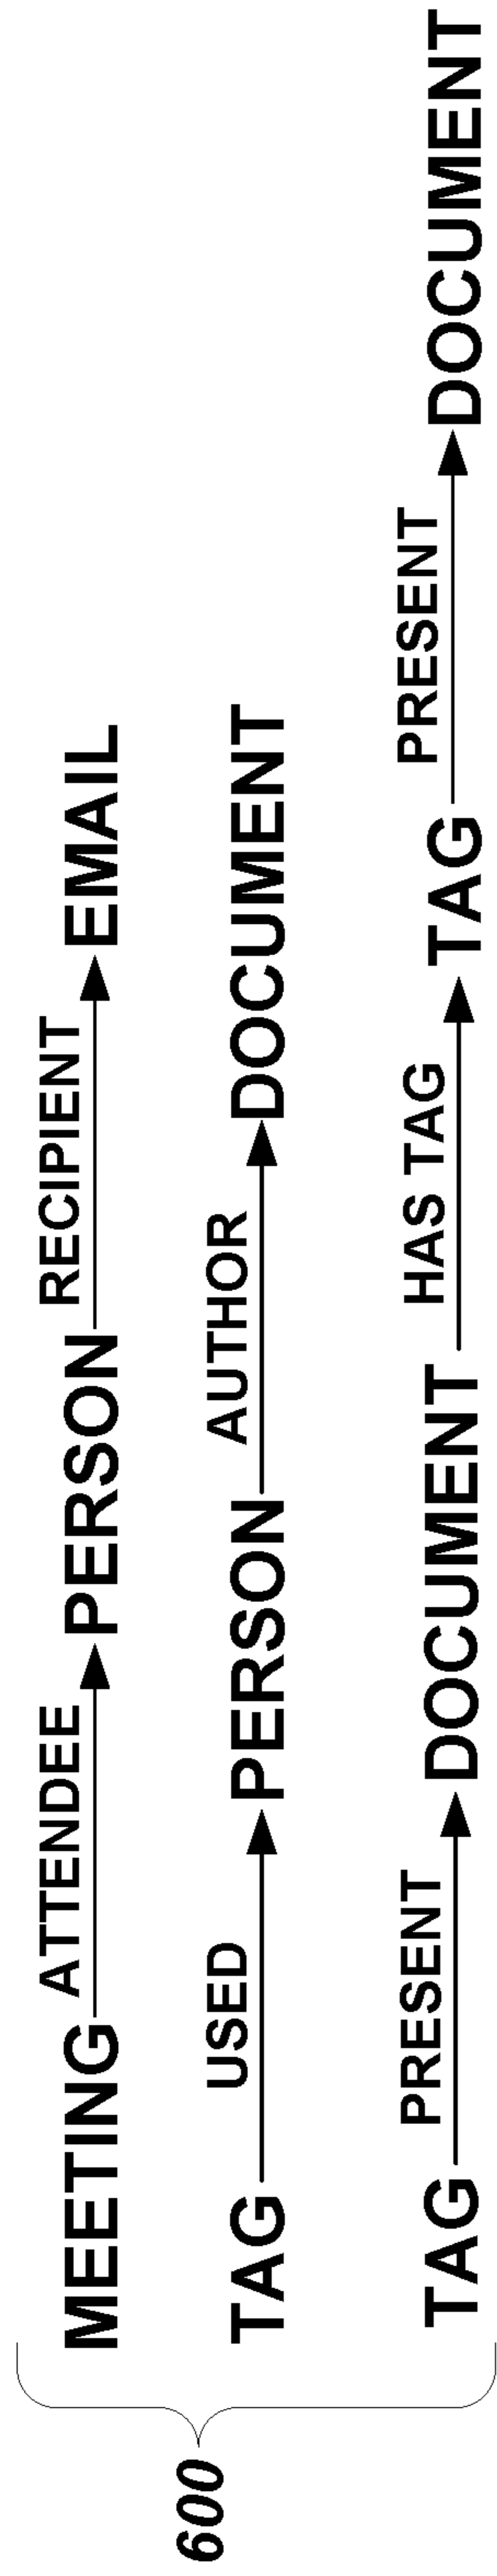 600
MEETING ATTENDEE PERSON RECIPIENT EMAIL
TAG USED PERSON AUTHOR DOCUMENT
TAG PRESENT DOCUMENT HAS TAG TAG PRESENT DOCUMENT